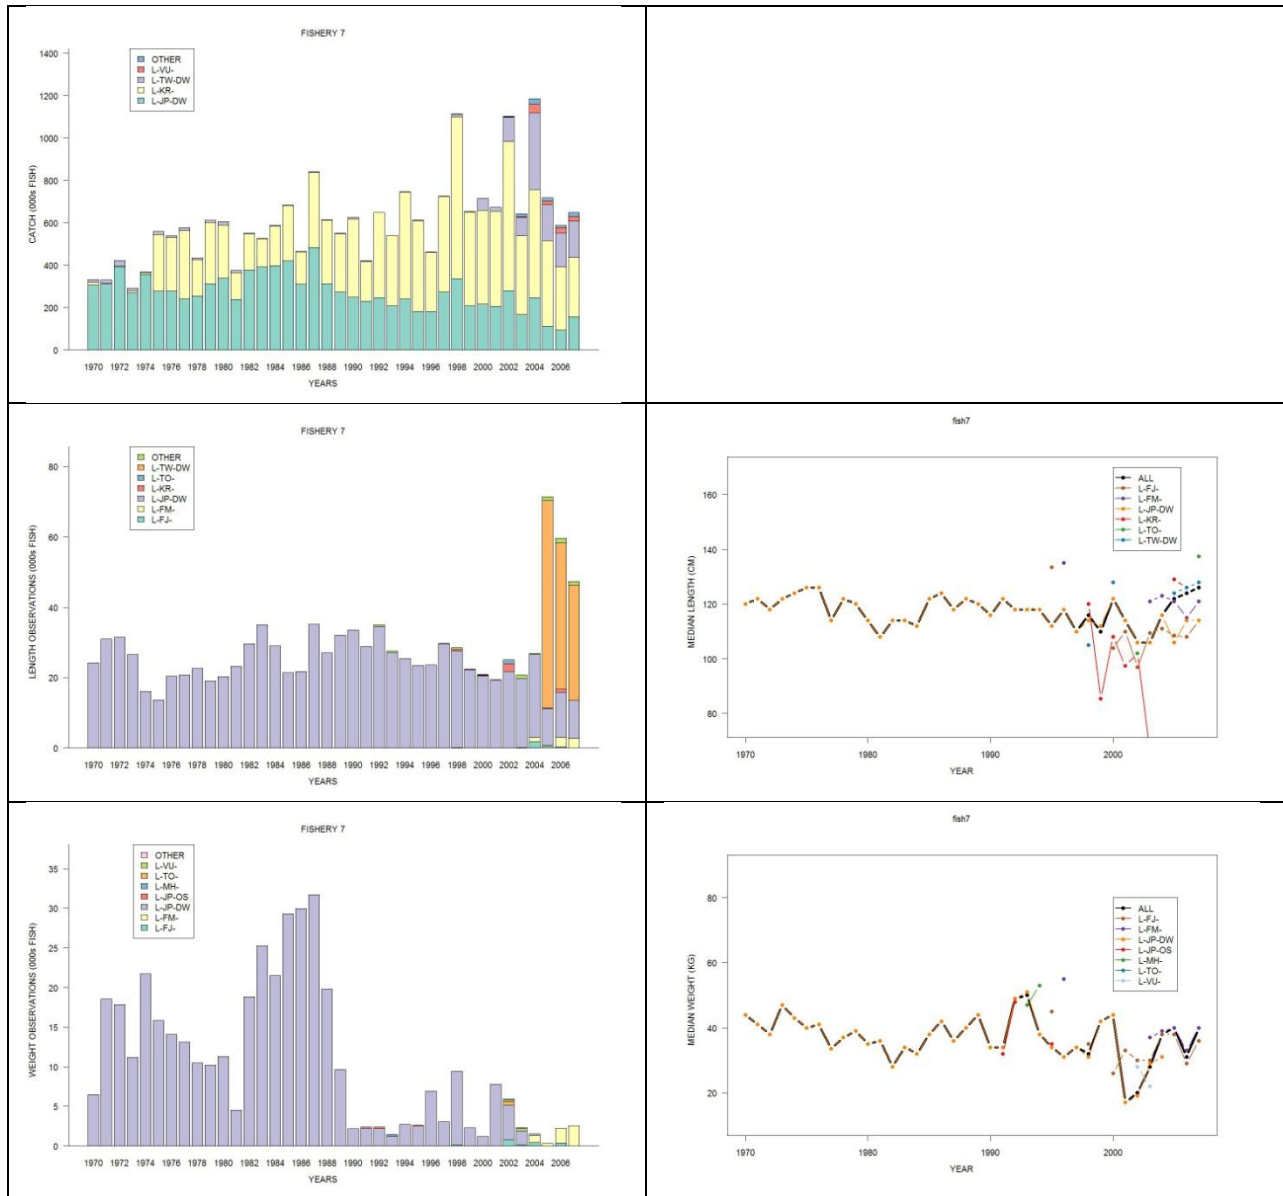 FISHERY 7
CATCH (000s FISH)
1400
1200
1000
800
600
400
200
0
OTHER
L-VU-
L-TW-DW
L-KR-
L-JP-DW
1970 1972 1974 1976 1978 1980 1982 1984 1986 1988 1990 1992 1994 1996 1998 2000 2002 2004 2006
YEARS
FISHERY 7
LENGTH OBSERVATIONS (000s FISH)
80
60
40
20
0
OTHER
L-TW-DW
L-TO-
L-KR-
L-JP-DW
L-FM-
L-FJ-
1970 1972 1974 1976 1978 1980 1982 1984 1986 1988 1990 1992 1994 1996 1998 2000 2002 2004 2006
YEARS
fish7
MEDIAN LENGTH (CM)
160
140
120
100
80
ALL
L-FJ-
L-FM-
L-JP-DW
L-KR-
L-TO-
L-TW-DW
1970 1980 1990 2000
YEAR
FISHERY 7
WEIGHT OBSERVATIONS (000s FISH)
35
30
25
20
15
10
5
0
OTHER
L-VU-
L-TO-
L-MH-
L-JP-OS
L-JP-DW
L-FM-
L-FJ-
1970 1972 1974 1976 1978 1980 1982 1984 1986 1988 1990 1992 1994 1996 1998 2000 2002 2004 2006
YEARS
fish7
MEDIAN WEIGHT (KG)
80
60
40
20
ALL
L-FJ-
L-FM-
L-JP-DW
L-JP-OS
L-MH-
L-TO-
L-VU-
1970 1980 1990 2000
YEAR